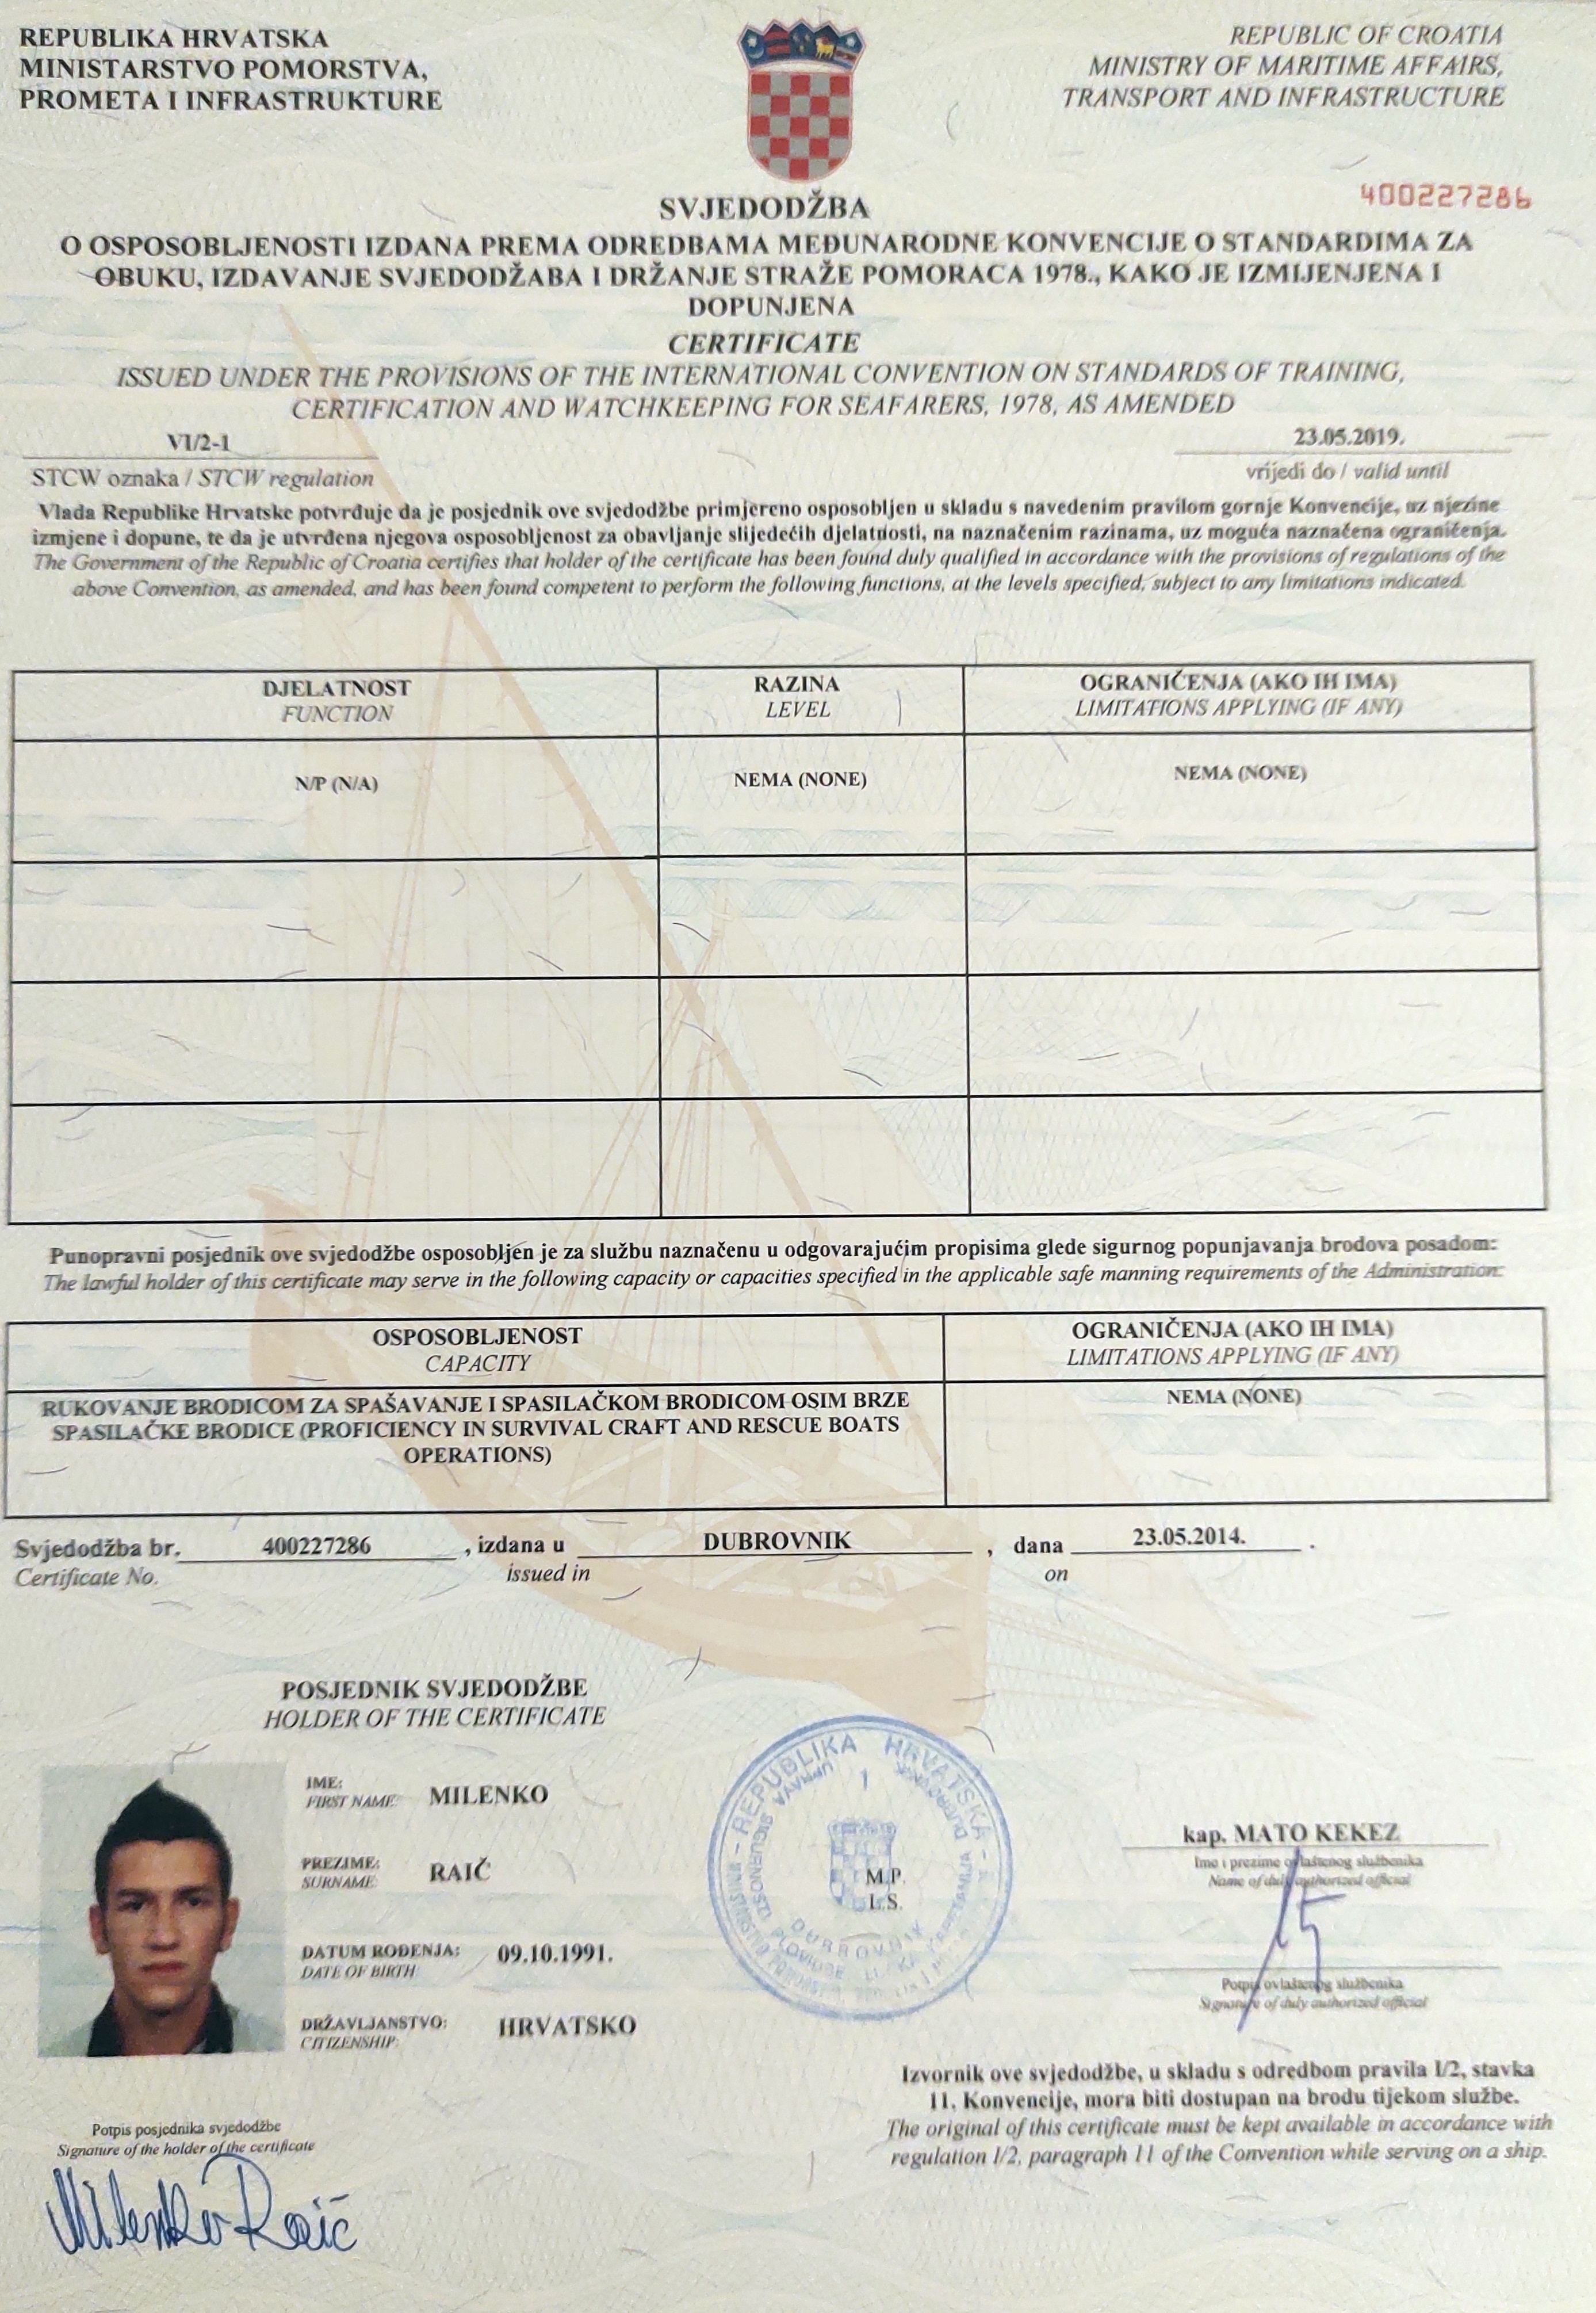 REPUBLIKA HRVATSKA
MINISTARSTVO POMORSTVA,
PROMETA I INFRASTRUKTURE
REPUBLIC OF CROATIA
MINISTRY OF MARITIME AFFAIRS,
TRANSPORT AND INFRASTRUCTURE
400227286
SVJEDODŽBA
O OSPOSOBLJENOSTI IZDANA PREMA ODREDBAMA MEĐUNARODNE KONVENCIJE O STANDARDIMA ZA
OBUKU, IZDAVANJE SVJEDODŽABA I DRŽANJE STRAŽE POMORACA 1978., KAKO JE IZMIJENJENA I
DOPUNJENA
CERTIFICATE
ISSUED UNDER THE PROVISIONS OF THE INTERNATIONAL CONVENTION ON STANDARDS OF TRAINING,
CERTIFICATION AND WATCHKEEPING FOR SEAFARERS, 1978, AS AMENDED
VI/2-1
STCW oznaka / STCW regulation
23.05.2019.
vrijedi do / valid until
Vlada Republike Hrvatske potvrđuje da je posjednik ove svjedodžbe primjereno osposobljen u skladu s navedenim pravilom gornje Konvencije, uz njezine
izmjene i dopune, te da je utvrđena njegova osposobljenost za obavljanje slijedećih djelatnosti, na naznačenim razinama, uz moguća naznačena ograničenja.
The Government of the Republic of Croatia certifies that holder of the certificate has been found duly qualified in accordance with the provisions of regulations of the
above Convention, as amended, and has been found competent to perform the following functions, at the levels specified, subject to any limitations indicated.
DJELATNOST
FUNCTION
RAZINA
LEVEL
OGRANIČENJA (AKO IH IMA)
LIMITATIONS APPLYING (IF ANY)
N/P (N/A)
NEMA (NONE)
NEMA (NONE)
Punopravni posjednik ove svjedodžbe osposobljen je za službu naznačenu u odgovarajućim propisima glede sigurnog popunjavanja brodova posadom:
The lawful holder of this certificate may serve in the following capacity or capacities specified in the applicable safe manning requirements of the Administration:
OSPOSOBLJENOST
CAPACITY
OGRANIČENJA (AKO IH IMA)
LIMITATIONS APPLYING (IF ANY)
RUKOVANJE BRODICOM ZA SPAŠAVANJE I SPASILAČKOM BRODICOM OSIM BRZE
SPASILAČKE BRODICE (PROFICIENCY IN SURVIVAL CRAFT AND RESCUE BOATS
OPERATIONS)
NEMA (NONE)
Svjedodžba br. 400227286 , izdana u DUBROVNIK , dana 23.05.2014. .
Certificate No. issued in on
POSJEDNIK SVJEDODŽBE
HOLDER OF THE CERTIFICATE
IME:
FIRST NAME:
MILENKO
PREZIME:
SURNAME:
RAIČ
DATUM ROĐENJA:
DATE OF BIRTH:
09.10.1991.
DRŽAVLJANSTVO:
CITIZENSHIP:
HRVATSKO
REPUBLIKA HRVATSKA
1
DUBROVNIK
M.P.
L.S.
kap. MATO KEKEZ
Ime i prezime ovlaštenog službenika
Name of duly authorized official
Potpis ovlaštenog službenika
Signature of duly authorized official
Izvornik ove svjedodžbe, u skladu s odredbom pravila I/2, stavka
11, Konvencije, mora biti dostupan na brodu tijekom službe.
The original of this certificate must be kept available in accordance with
regulation I/2, paragraph 11 of the Convention while serving on a ship.
Potpis posjednika svjedodžbe
Signature of the holder of the certificate
Milenko Raič